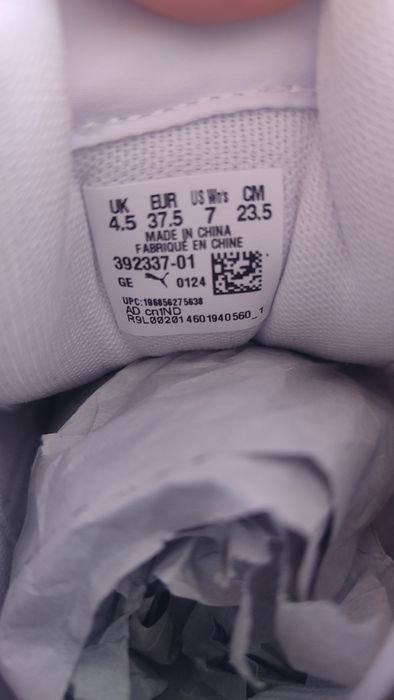 UK EUR US Wn's CM
4.5 37.5 7 23.5
MADE IN CHINA
FABRIQUÉ EN CHINE
392337-01
GE 0124
UPC:196856275638
AD cn1ND
R9L002014601940560_1